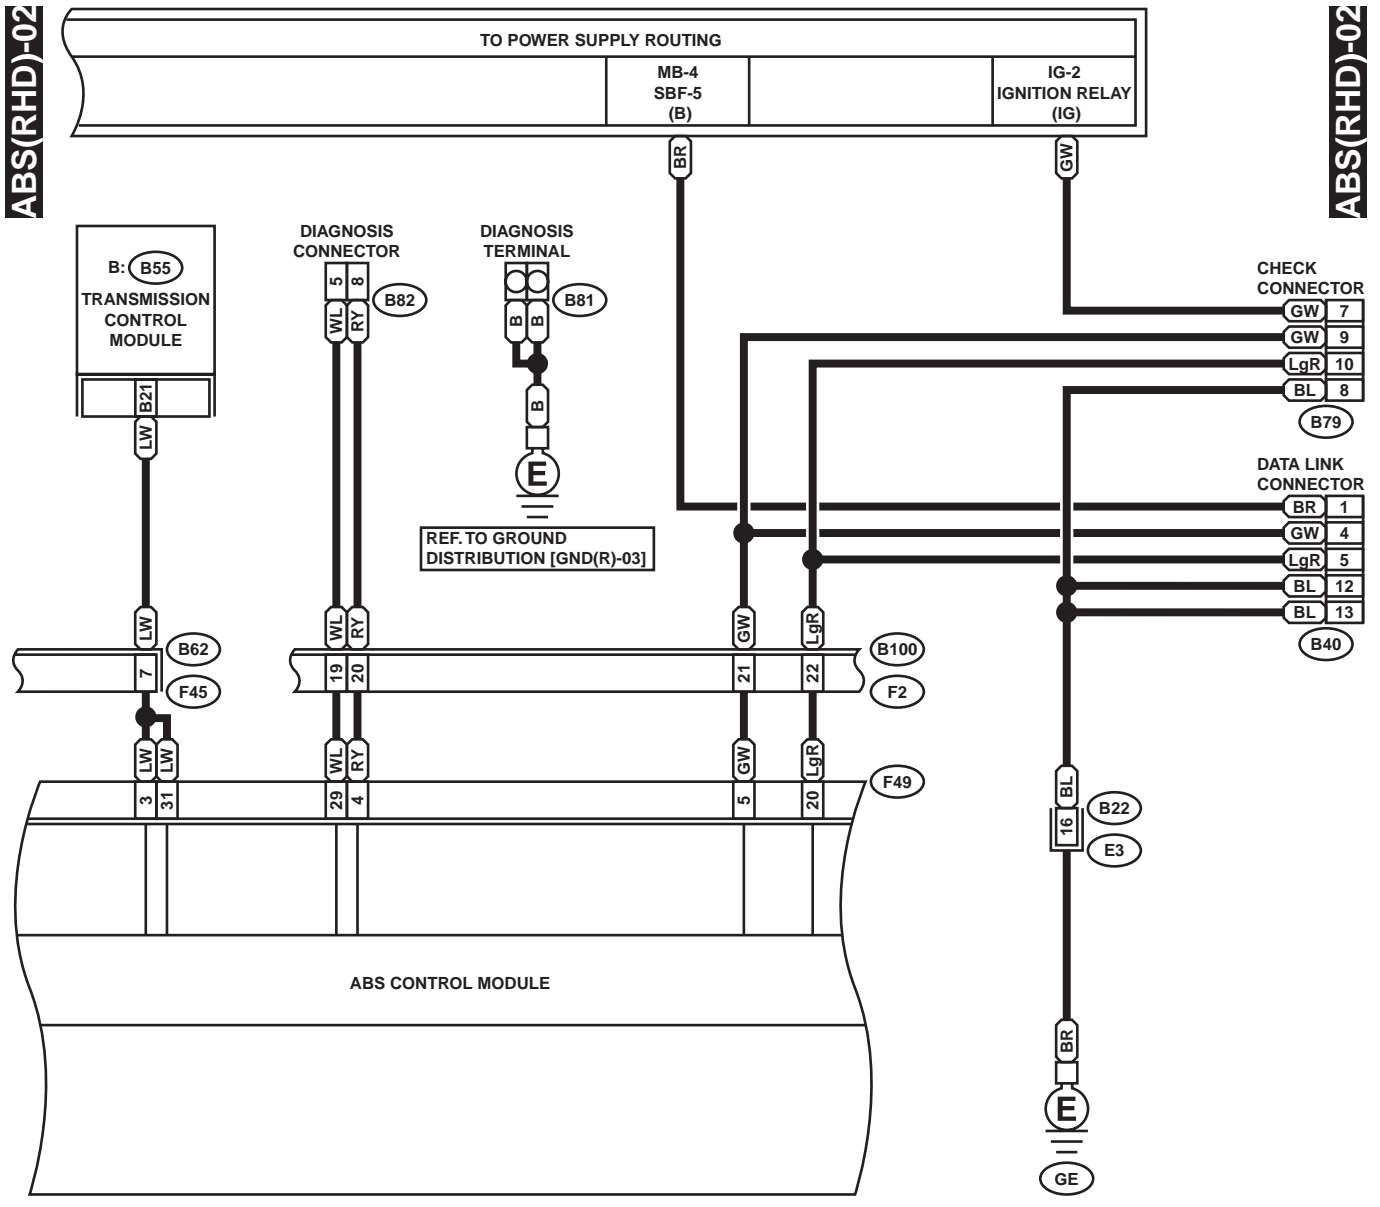 ABS(RHD)-02
ABS(RHD)-02
TO POWER SUPPLY ROUTING
MB-4
SBF-5
(B)
IG-2
IGNITION RELAY
(IG)
BR
GW
B: B55
TRANSMISSION
CONTROL
MODULE
B21
LW
DIAGNOSIS
CONNECTOR
5 8
B82
WL RY
DIAGNOSIS
TERMINAL
B81
B B
B
E
REF. TO GROUND
DISTRIBUTION [GND(R)-03]
CHECK
CONNECTOR
GW 7
GW 9
LgR 10
BL 8
B79
DATA LINK
CONNECTOR
BR 1
GW 4
LgR 5
BL 12
BL 13
B40
LW
WL RY
GW
LgR
B62
7
F45
B100
19 20
21
22
F2
LW LW
WL RY
GW
LgR
F49
3 31
29 4
5
20
BL
B22
16
E3
ABS CONTROL MODULE
BR
E
GE